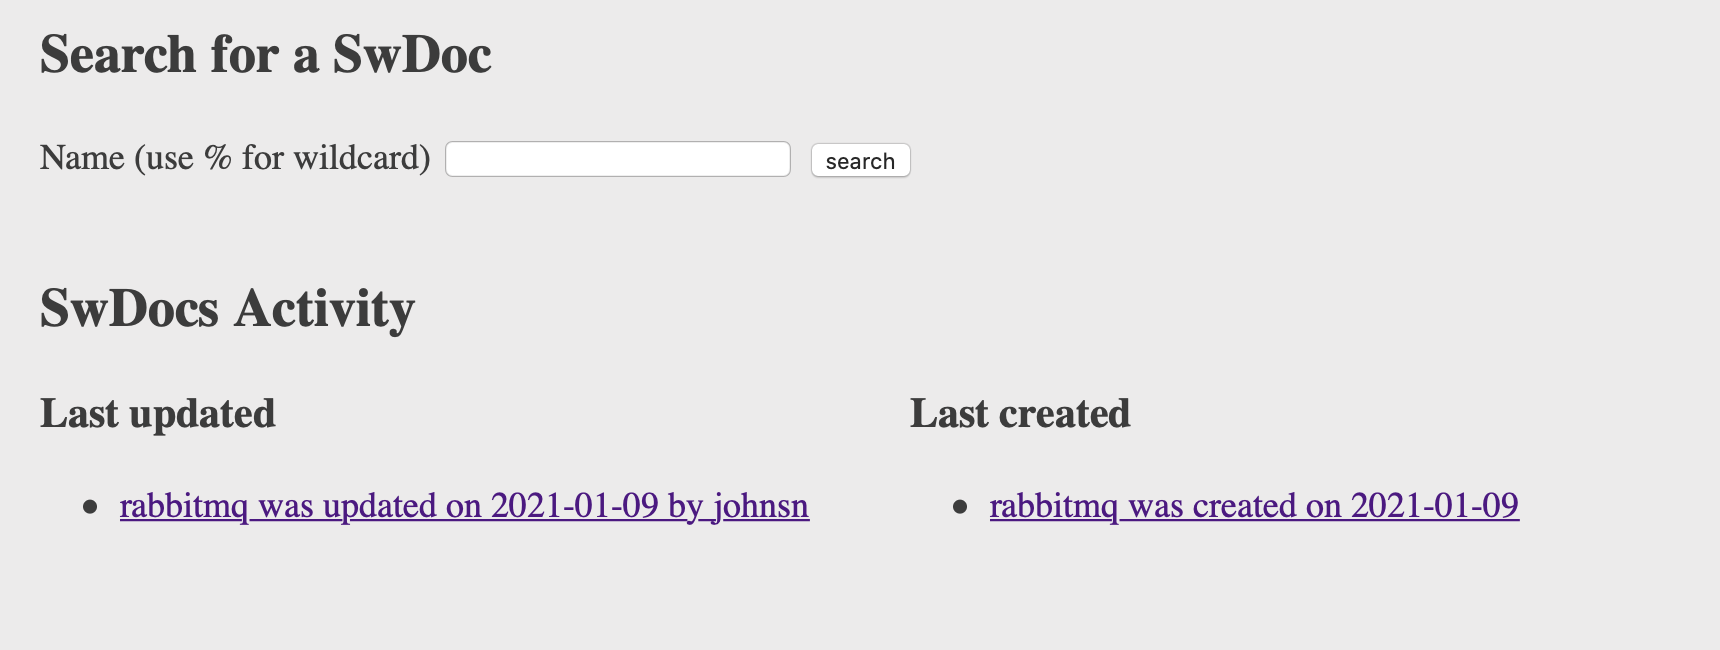 Search for a SwDoc
Name (use % for wildcard)
search
SwDocs Activity
Last updated
rabbitmq was updated on 2021-01-09 by johnsn
Last created
rabbitmq was created on 2021-01-09